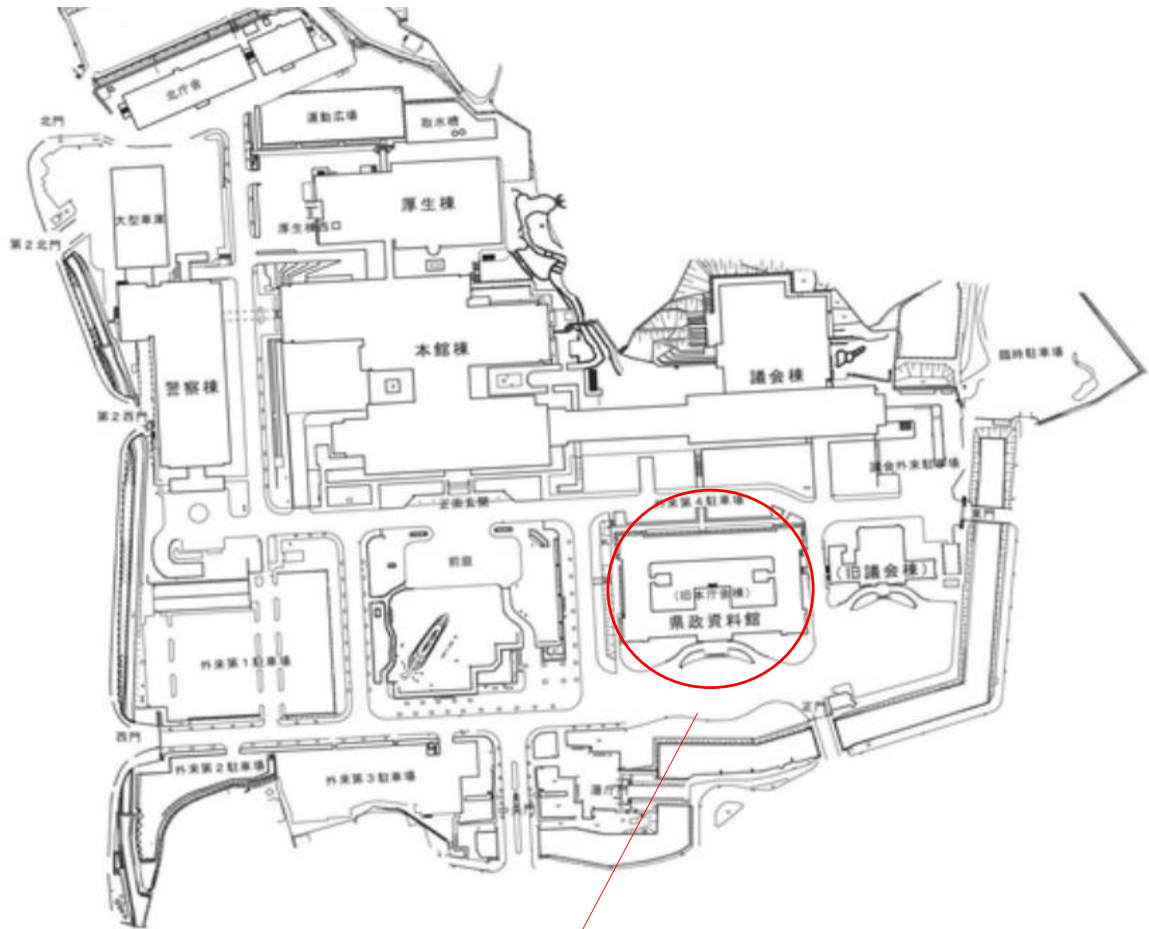 北庁舎
運動広場
取水槽
北門
大型車庫
厚生棟
厚生棟西口
第2北門
本館棟
警察棟
議会棟
臨時駐車場
第2西門
議会外来駐車場
正面玄関
外来第4駐車場
東門
前庭
(旧議会棟)
(旧本庁舎棟)
県政資料館
外来第1駐車場
西門
正門
外来第2駐車場
外来第3駐車場